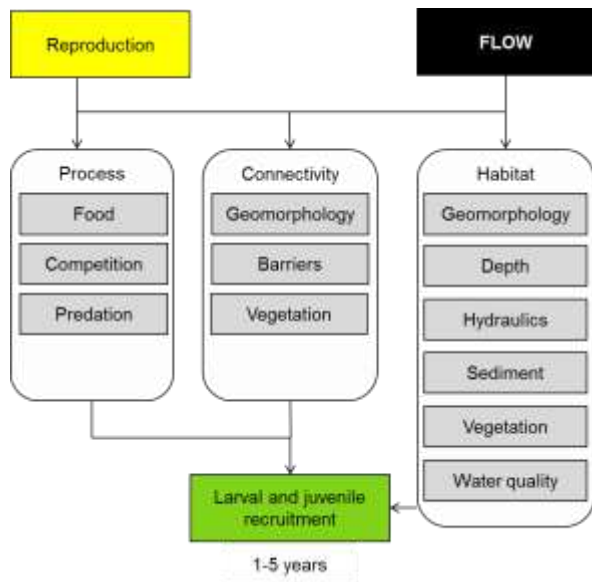 Reproduction
FLOW
Process
Food
Competition
Predation
Connectivity
Geomorphology
Barriers
Vegetation
Habitat
Geomorphology
Depth
Hydraulics
Sediment
Vegetation
Water quality
Larval and juvenile
recruitment
1-5 years